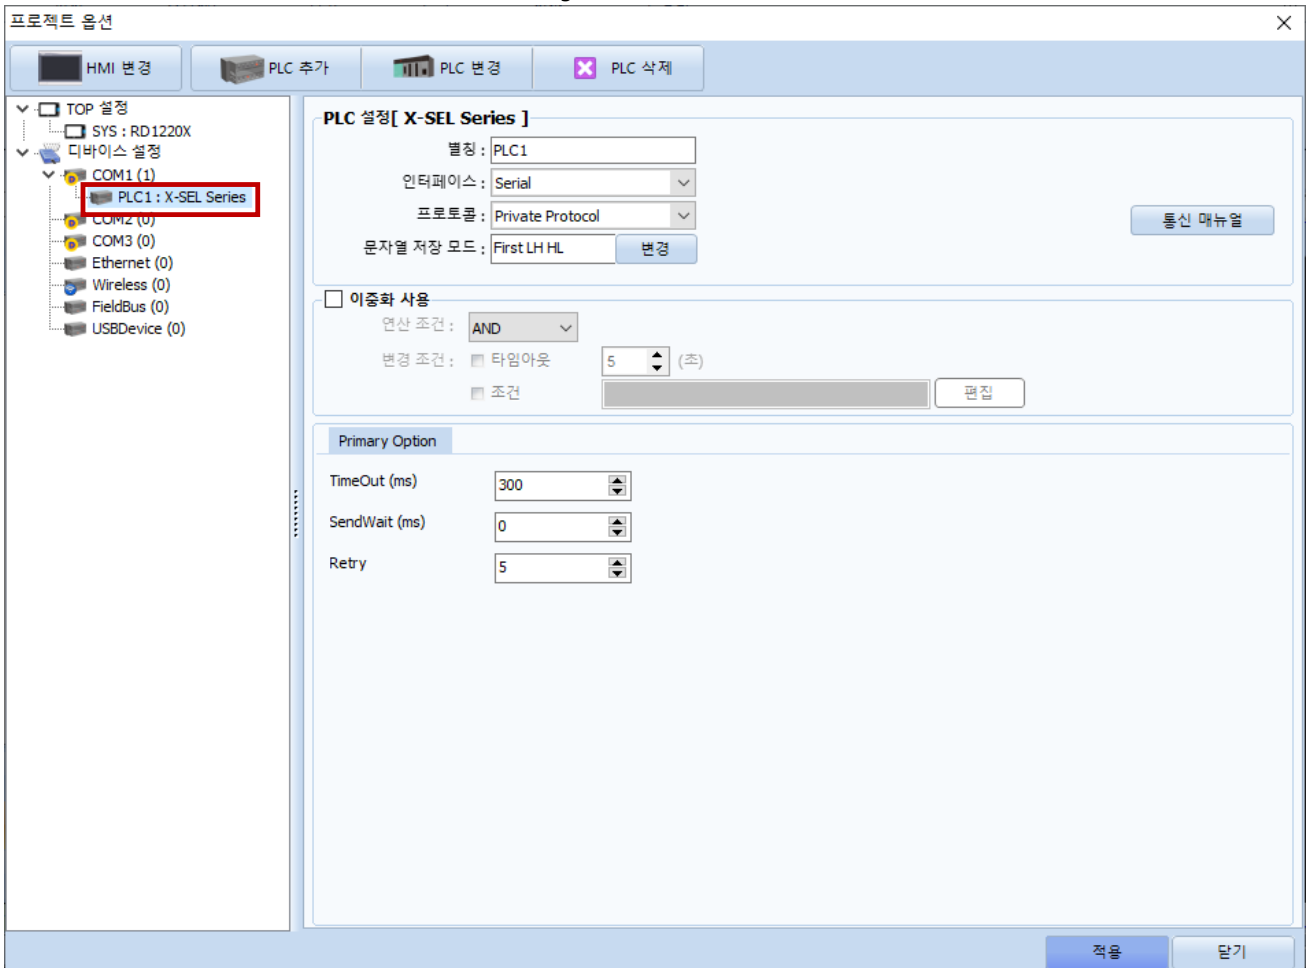 프로젝트 옵션
HMI 변경
PLC 추가
PLC 변경
PLC 삭제
TOP 설정
SYS : RD1220X
디바이스 설정
COM1 (1)
PLC1 : X-SEL Series
COM2 (0)
COM3 (0)
Ethernet (0)
Wireless (0)
FieldBus (0)
USBDevice (0)
PLC 설정[ X-SEL Series ]
별칭 : PLC1
인터페이스 : Serial
프로토콜 : Private Protocol
통신 매뉴얼
문자열 저장 모드 : First LH HL 변경
이중화 사용
연산 조건 : AND
변경 조건 : 타임아웃 5 (초)
조건 편집
Primary Option
TimeOut (ms) 300
SendWait (ms) 0
Retry 5
적용 닫기